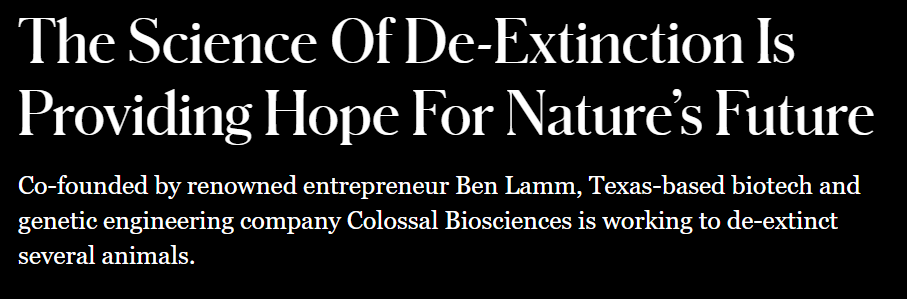 The Science Of De-Extinction Is
Providing Hope For Nature’s Future
Co-founded by renowned entrepreneur Ben Lamm, Texas-based biotech and
genetic engineering company Colossal Biosciences is working to de-extinct
several animals.